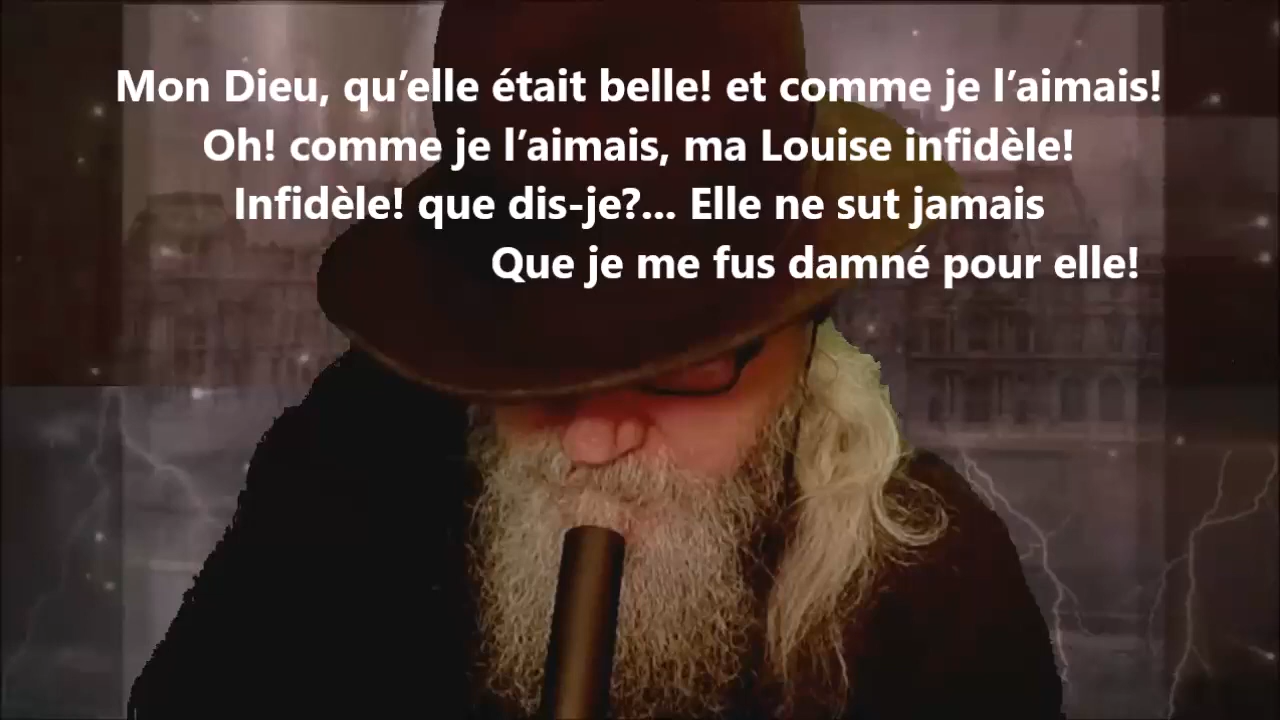 Mon Dieu, qu’elle était belle! et comme je l’aimais!
Oh! comme je l’aimais, ma Louise infidèle!
Infidèle! que dis-je?... Elle ne sut jamais
Que je me fus damné pour elle!